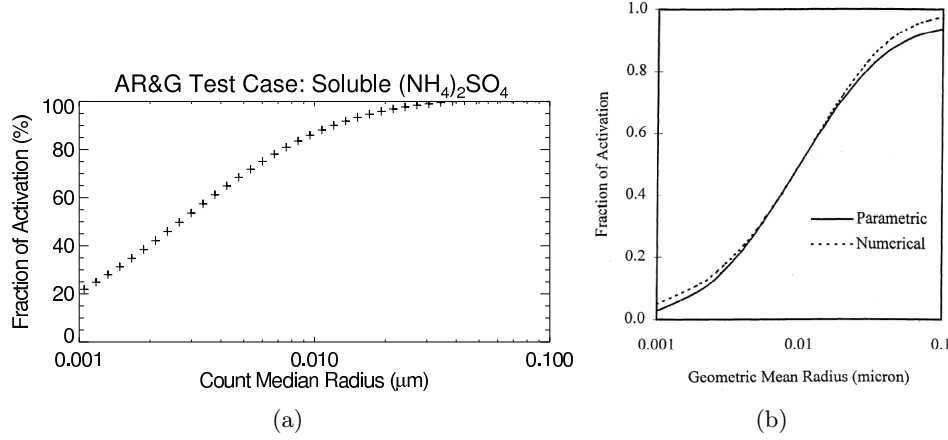 AR&G Test Case: Soluble (NH4)2SO4
Fraction of Activation (%)
100
80
60
40
20
0
0.001
0.010
0.100
Count Median Radius (μm)
(a)
Fraction of Activation
1.0
0.8
0.6
0.4
0.2
0.0
Parametric
Numerical
0.001
0.01
0.1
Geometric Mean Radius (micron)
(b)